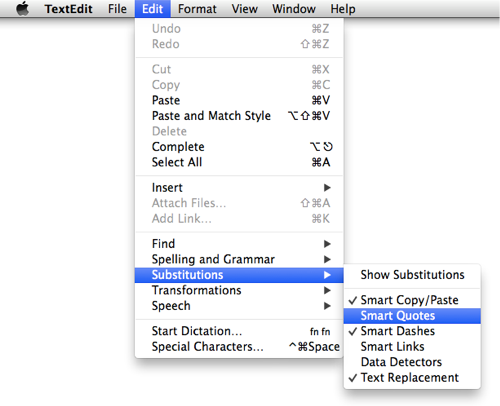 TextEdit File Edit Format View Window Help
Undo ⌘Z
Redo ⇧⌘Z
Cut ⌘X
Copy ⌘C
Paste ⌘V
Paste and Match Style ⌥⇧⌘V
Delete
Complete ⌥⎋
Select All ⌘A
Insert ▶
Attach Files... ⇧⌘A
Add Link... ⌘K
Find ▶
Spelling and Grammar ▶
Substitutions ▶
Transformations ▶
Speech ▶
Start Dictation... fn fn
Special Characters... ^⌘Space
Show Substitutions
✓ Smart Copy/Paste
Smart Quotes
✓ Smart Dashes
Smart Links
Data Detectors
✓ Text Replacement